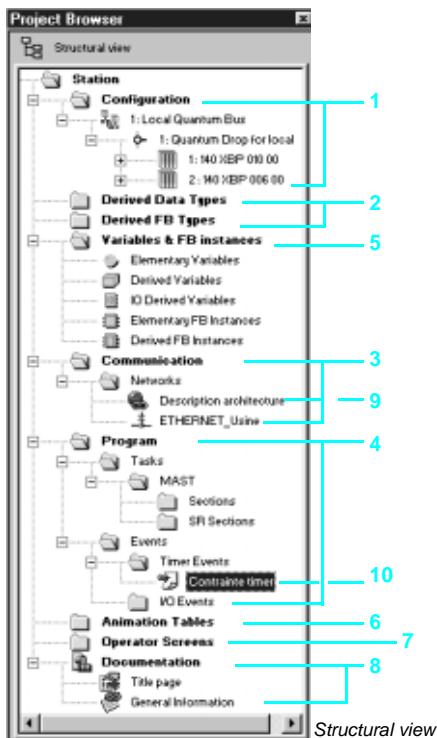 Project Browser
Structural view
Station
Configuration 1
1: Local Quantum Bus
1: Quantum Drop for local
1: 140 XBP 010 00
2: 140 XBP 006 00
Derived Data Types 2
Derived FB Types
Variables & FB instances 5
Elementary Variables
Derived Variables
IO Derived Variables
Elementary FB Instances
Derived FB Instances
Communication 3
Networks
Description architecture 9
ETHERNET_Usine
Program 4
Tasks
MAST
Sections
SR Sections
Events
Timer Events
Contrainte timer 10
I/O Events
Animation Tables 6
Operator Screens 7
Documentation 8
Title page
General Information
Structural view